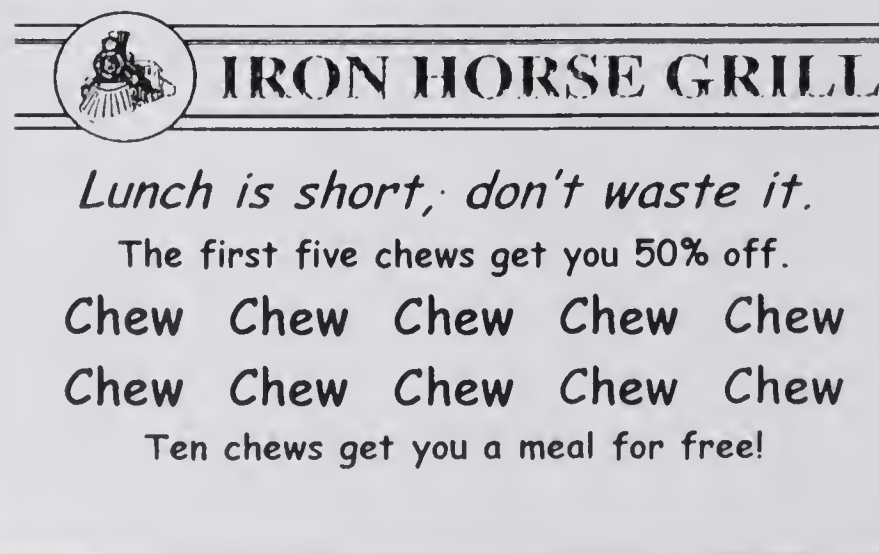 IRON HORSE GRILL
Lunch is short, don't waste it.
The first five chews get you 50% off.
Chew Chew Chew Chew Chew
Chew Chew Chew Chew Chew
Ten chews get you a meal for free!